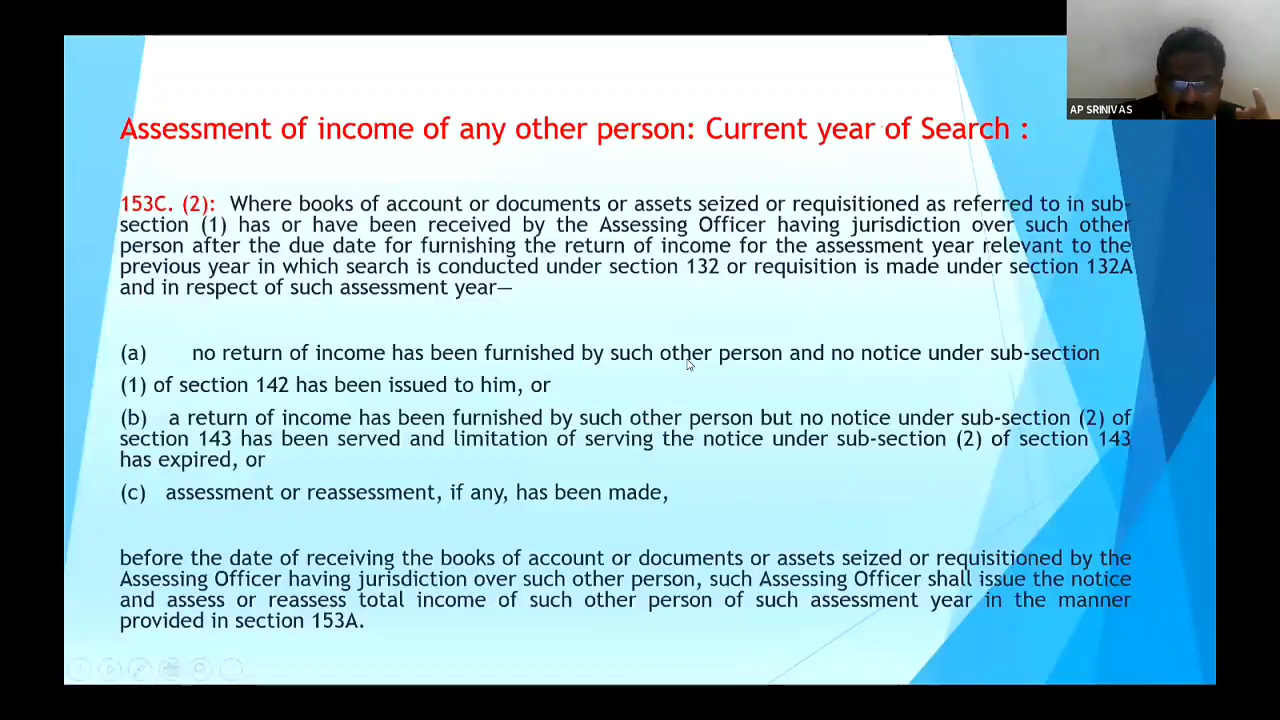 AP SRINIVAS
Assessment of income of any other person: Current year of Search :
153C. (2): Where books of account or documents or assets seized or requisitioned as referred to in sub-
section (1) has or have been received by the Assessing Officer having jurisdiction over such other
person after the due date for furnishing the return of income for the assessment year relevant to the
previous year in which search is conducted under section 132 or requisition is made under section 132A
and in respect of such assessment year—
(a) no return of income has been furnished by such other person and no notice under sub-section
(1) of section 142 has been issued to him, or
(b) a return of income has been furnished by such other person but no notice under sub-section (2) of
section 143 has been served and limitation of serving the notice under sub-section (2) of section 143
has expired, or
(c) assessment or reassessment, if any, has been made,
before the date of receiving the books of account or documents or assets seized or requisitioned by the
Assessing Officer having jurisdiction over such other person, such Assessing Officer shall issue the notice
and assess or reassess total income of such other person of such assessment year in the manner
provided in section 153A.